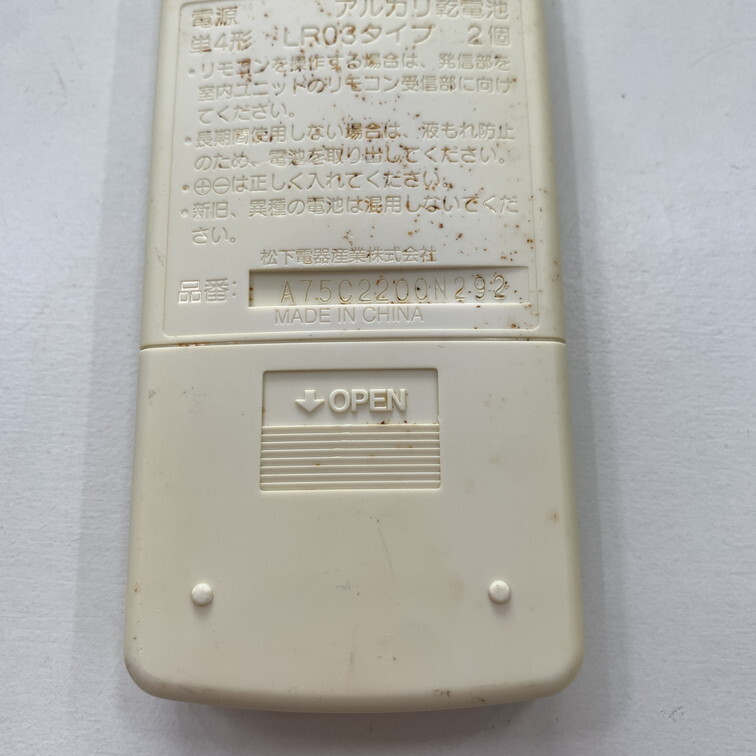 電源 アルカリ乾電池
単4形 LR03タイプ 2個
・リモコンを操作する場合は、発信部を
室内ユニットのリモコン受信部に向け
てください。
・長期間使用しない場合は、液もれ防止
のため、電池を取り出してください。
・⊕⊖は正しく入れてください。
・新旧、異種の電池は混用しないでくだ
さい。
松下電器産業株式会社
品番: A75C2200N292
MADE IN CHINA
OPEN